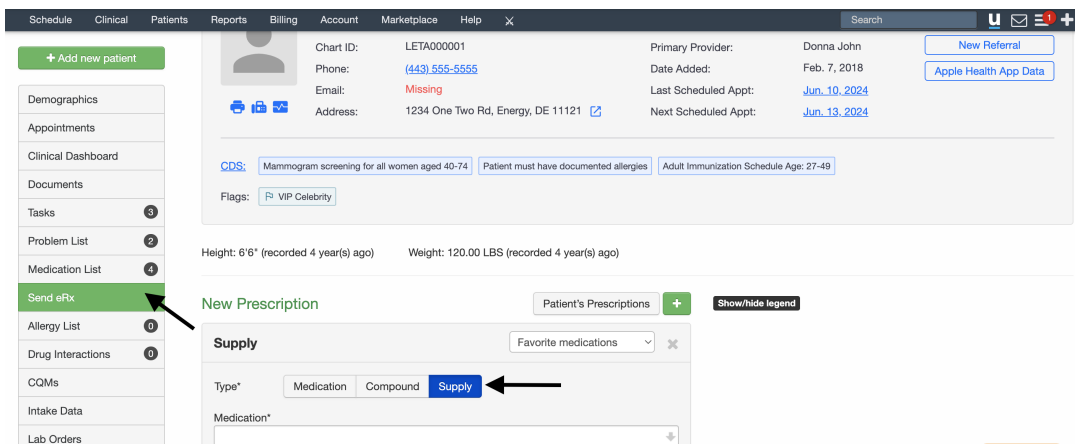 Schedule Clinical Patients Reports Billing Account Marketplace Help Search 1
+ Add new patient
Demographics
Appointments
Clinical Dashboard
Documents
Tasks 3
Problem List 2
Medication List 4
Send eRx
Allergy List 0
Drug Interactions 0
CQMs
Intake Data
Lab Orders
Chart ID: LETA000001 Primary Provider: Donna John
Phone: (443) 555-5555 Date Added: Feb. 7, 2018
Email: Missing Last Scheduled Appt: Jun. 10, 2024
Address: 1234 One Two Rd, Energy, DE 11121 Next Scheduled Appt: Jun. 13, 2024
New Referral
Apple Health App Data
CDS: Mammogram screening for all women aged 40-74 Patient must have documented allergies Adult Immunization Schedule Age: 27-49
Flags: VIP Celebrity
Height: 6'6" (recorded 4 year(s) ago) Weight: 120.00 LBS (recorded 4 year(s) ago)
New Prescription Patient's Prescriptions + Show/hide legend
Supply Favorite medications
Type* Medication Compound Supply
Medication*